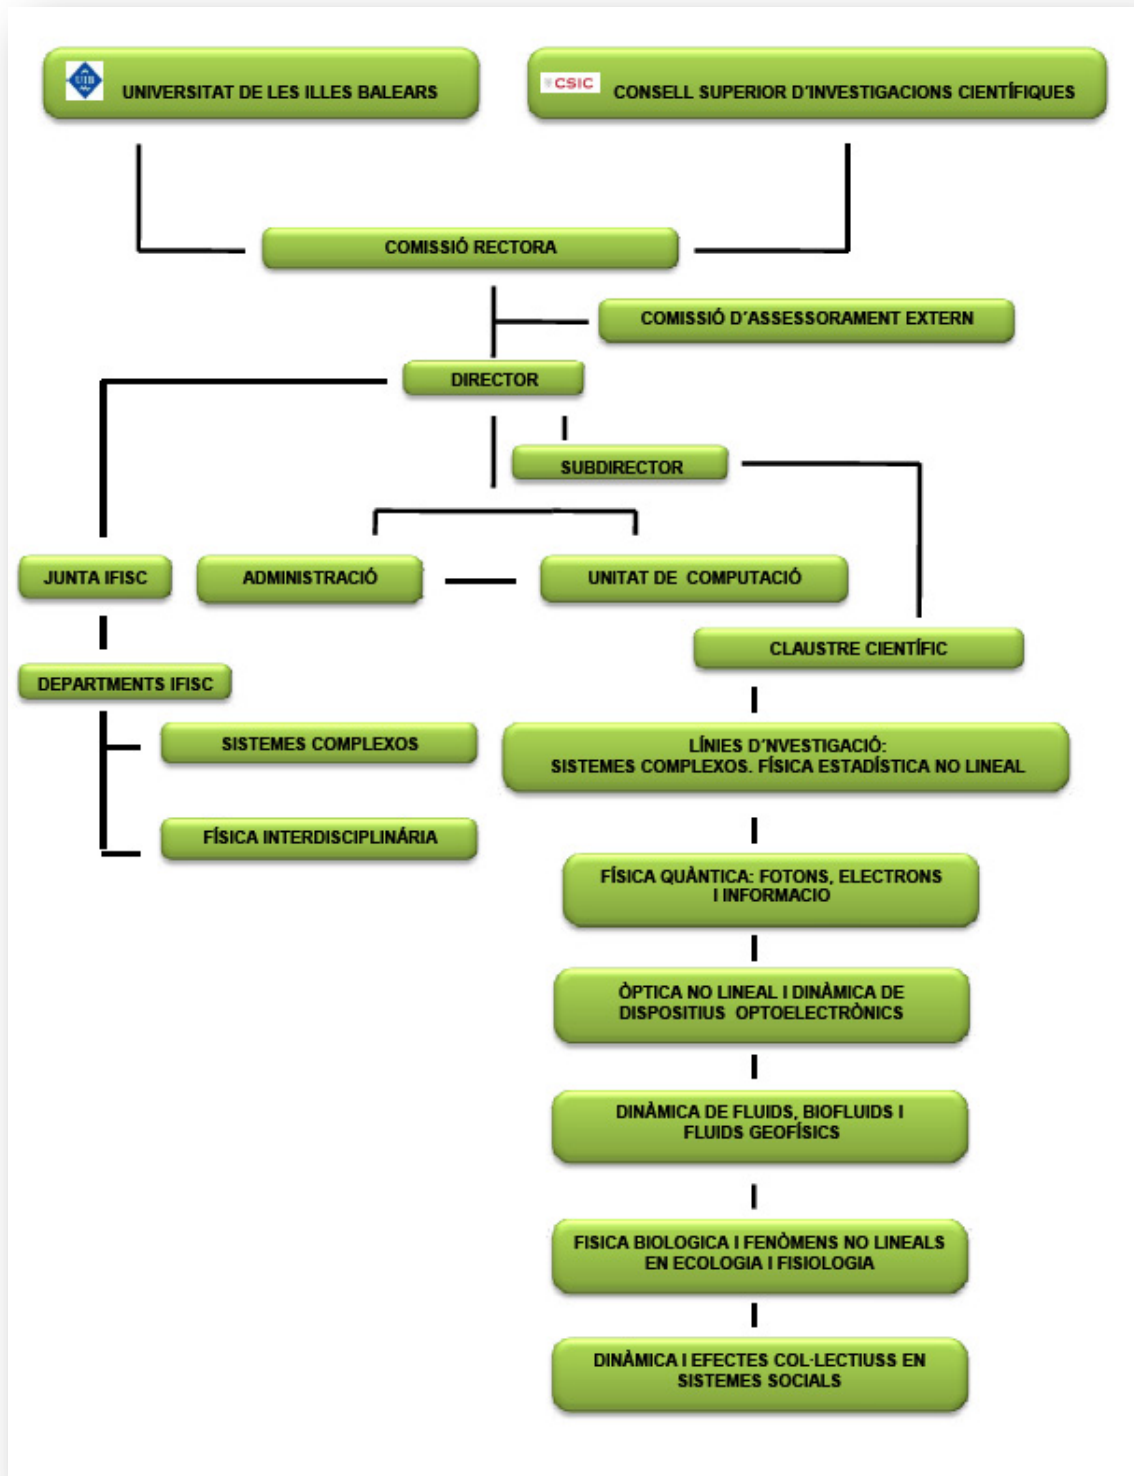 UIB
UNIVERSITAT DE LES ILLES BALEARS
CSIC
CONSELL SUPERIOR D´INVESTIGACIONS CIENTÍFIQUES
COMISSIÓ RECTORA
COMISSIÓ D´ASSESSORAMENT EXTERN
DIRECTOR
SUBDIRECTOR
JUNTA IFISC
ADMINISTRACIÓ
UNITAT DE COMPUTACIÓ
CLAUSTRE CIENTÍFIC
DEPARTMENTS IFISC
SISTEMES COMPLEXOS
FÍSICA INTERDISCIPLINÁRIA
LÍNIES D´NVESTIGACIÓ:
SISTEMES COMPLEXOS. FÍSICA ESTADÍSTICA NO LINEAL
FÍSICA QUÀNTICA: FOTONS, ELECTRONS
I INFORMACIO
ÒPTICA NO LINEAL I DINÀMICA DE
DISPOSITIUS OPTOELECTRÒNICS
DINÀMICA DE FLUIDS, BIOFLUIDS I
FLUIDS GEOFÍSICS
FISICA BIOLOGICA I FENÒMENS NO LINEALS
EN ECOLOGIA I FISIOLOGIA
DINÀMICA I EFECTES COL·LECTIUSS EN
SISTEMES SOCIALS